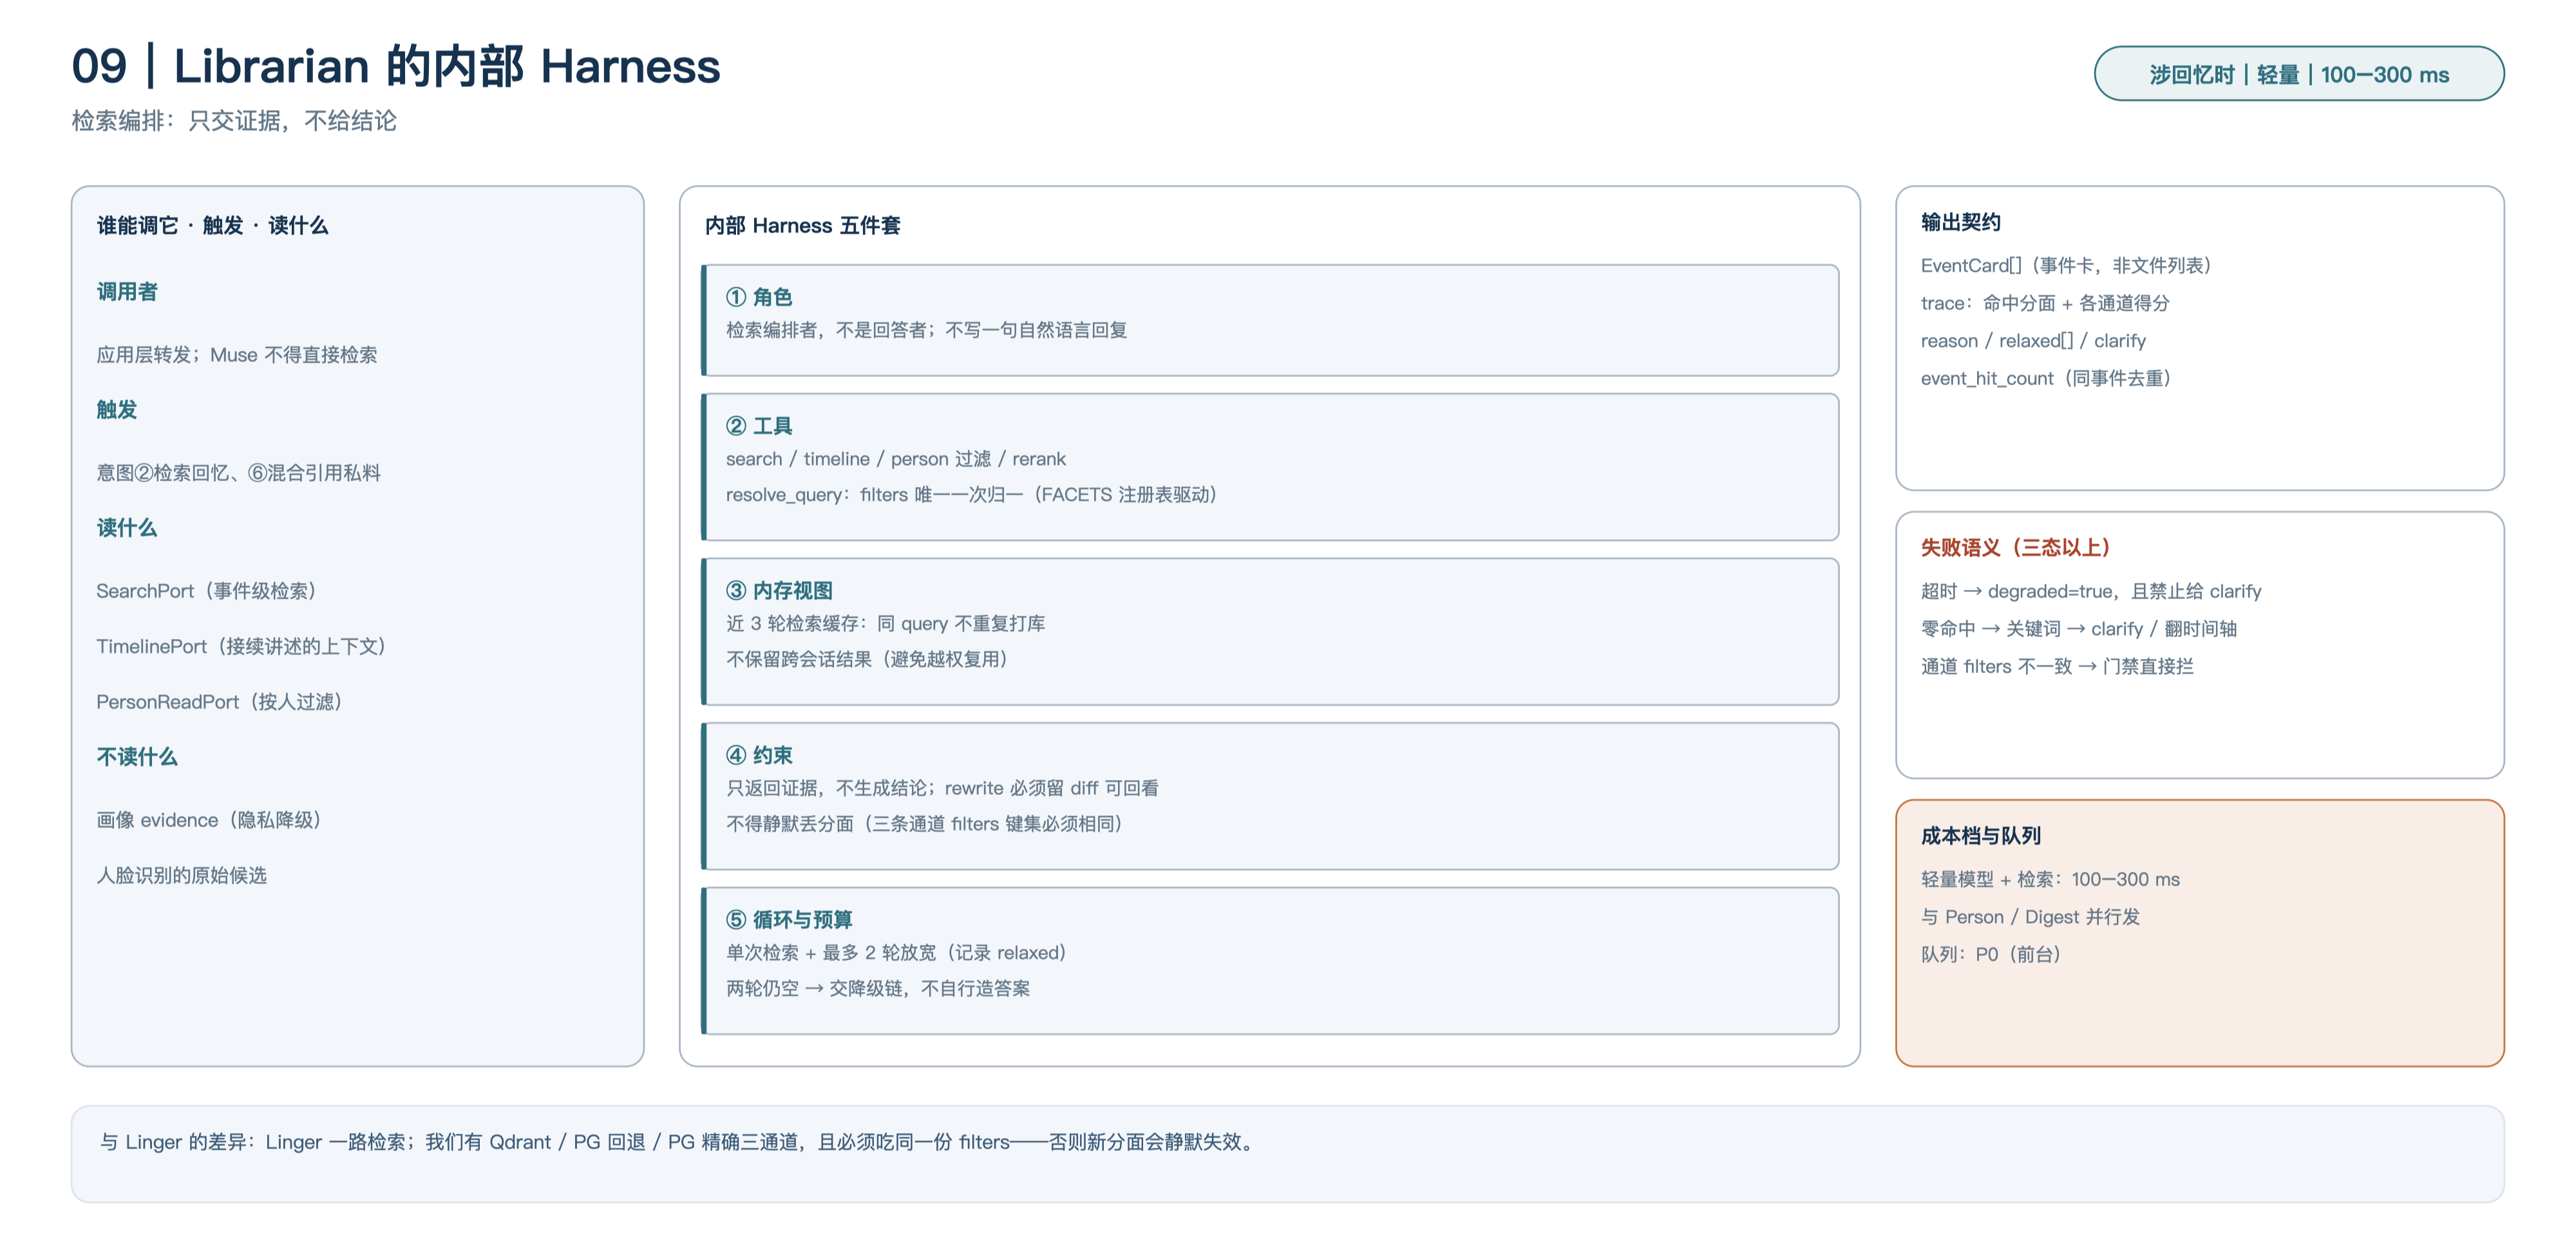 09｜Librarian 的内部 Harness
检索编排：只交证据，不给结论
涉回忆时｜轻量｜100—300 ms
谁能调它 · 触发 · 读什么
调用者
应用层转发；Muse 不得直接检索
触发
意图②检索回忆、⑥混合引用私料
读什么
SearchPort（事件级检索）
TimelinePort（接续讲述的上下文）
PersonReadPort（按人过滤）
不读什么
画像 evidence（隐私降级）
人脸识别的原始候选
内部 Harness 五件套
① 角色
检索编排者，不是回答者；不写一句自然语言回复
② 工具
search / timeline / person 过滤 / rerank
resolve_query：filters 唯一一次归一（FACETS 注册表驱动）
③ 内存视图
近 3 轮检索缓存：同 query 不重复打库
不保留跨会话结果（避免越权复用）
④ 约束
只返回证据，不生成结论；rewrite 必须留 diff 可回看
不得静默丢分面（三条通道 filters 键集必须相同）
⑤ 循环与预算
单次检索 + 最多 2 轮放宽（记录 relaxed）
两轮仍空 → 交降级链，不自行造答案
输出契约
EventCard[]（事件卡，非文件列表）
trace：命中分面 + 各通道得分
reason / relaxed[] / clarify
event_hit_count（同事件去重）
失败语义（三态以上）
超时 → degraded=true，且禁止给 clarify
零命中 → 关键词 → clarify / 翻时间轴
通道 filters 不一致 → 门禁直接拦
成本档与队列
轻量模型 + 检索：100—300 ms
与 Person / Digest 并行发
队列：P0（前台）
与 Linger 的差异：Linger 一路检索；我们有 Qdrant / PG 回退 / PG 精确三通道，且必须吃同一份 filters——否则新分面会静默失效。